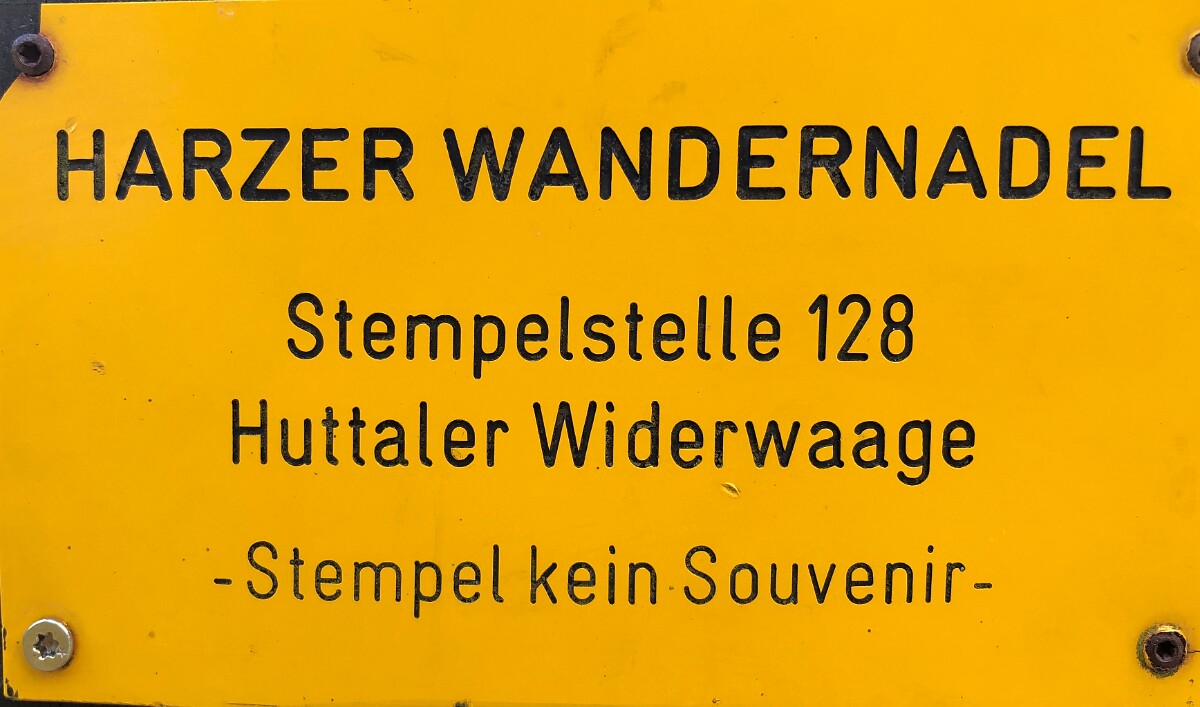 HARZER WANDERNADEL
Stempelstelle 128
Huttaler Widerwaage
-Stempel kein Souvenir-